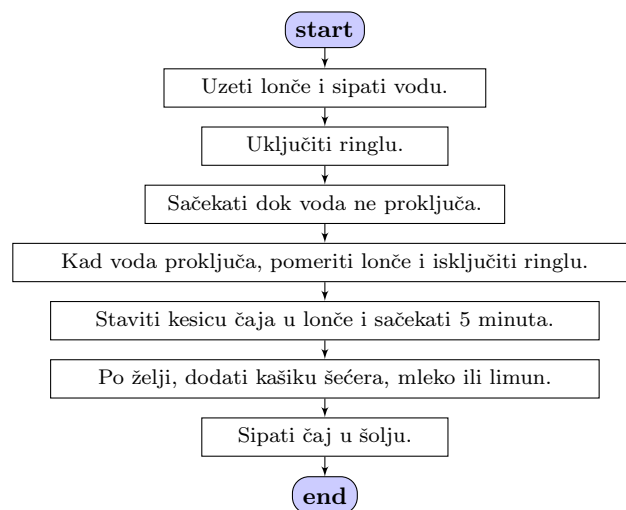 start
Uzeti lonče i sipati vodu.
Uključiti ringlu.
Sačekati dok voda ne proključa.
Kad voda proključa, pomeriti lonče i isključiti ringlu.
Staviti kesicu čaja u lonče i sačekati 5 minuta.
Po želji, dodati kašiku šećera, mleko ili limun.
Sipati čaj u šolju.
end